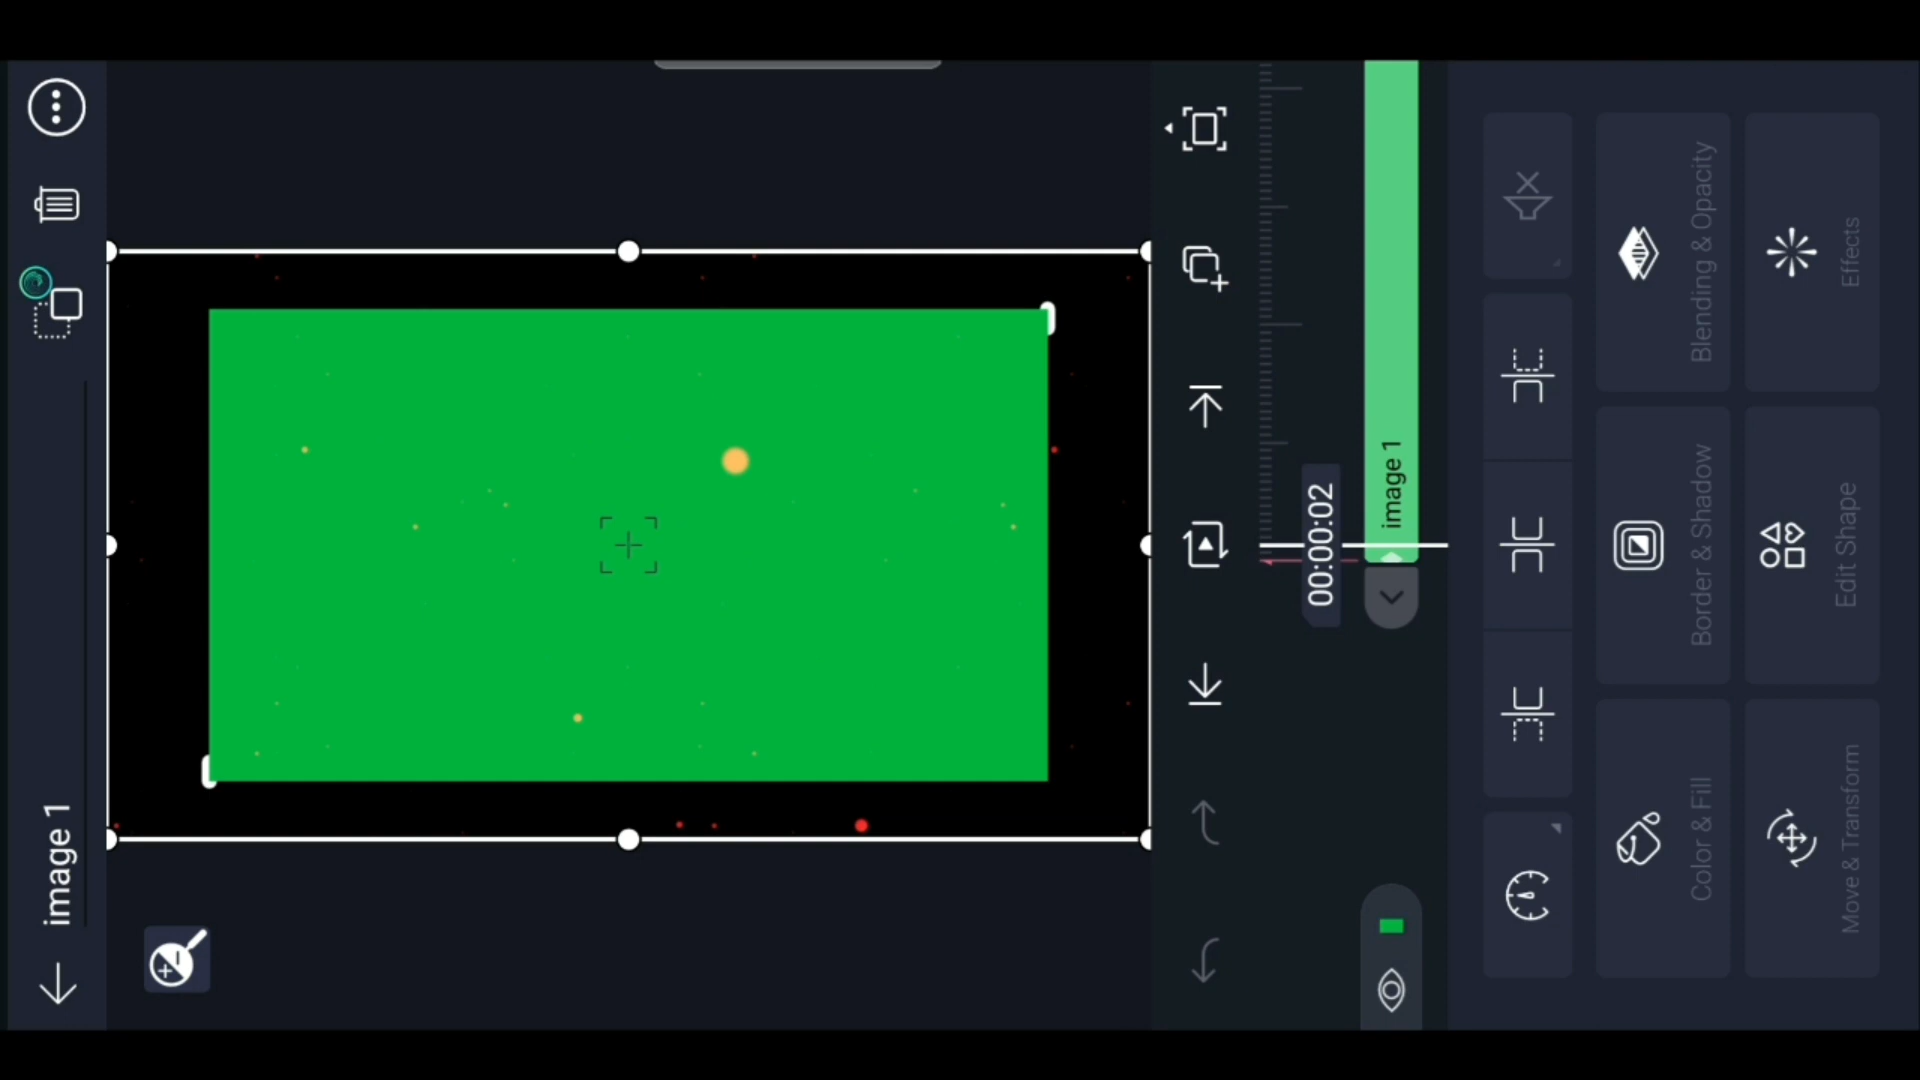 image 1
00:00:02
image 1
Blending & Opacity
Effects
Border & Shadow
Edit Shape
Color & Fill
Move & Transform